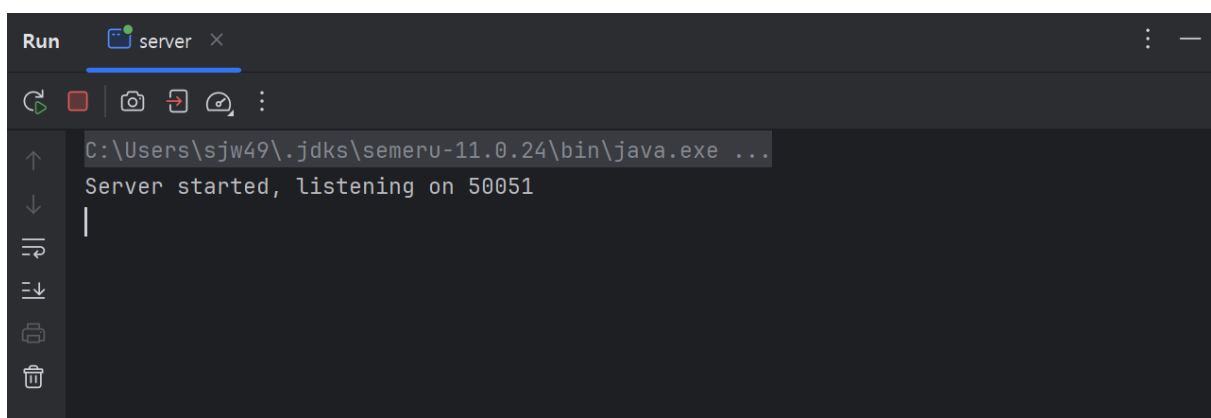 Run server
C:\Users\sjw49\.jdks\semeru-11.0.24\bin\java.exe ...
Server started, listening on 50051